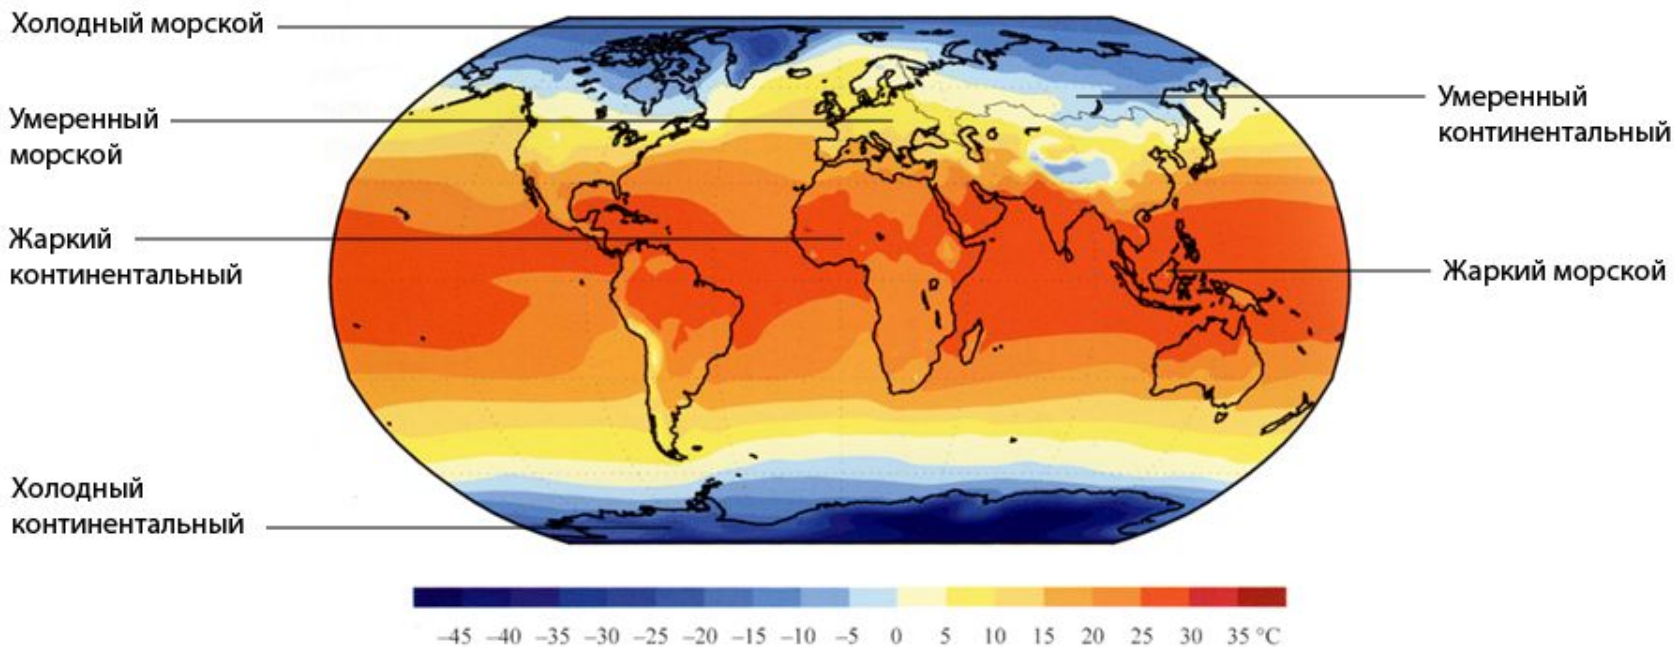 Холодный морской
Умеренный
морской
Жаркий
континентальный
Холодный
континентальный
Умеренный
континентальный
Жаркий морской
–45 –40 –35 –30 –25 –20 –15 –10 –5 0 5 10 15 20 25 30 35 °C